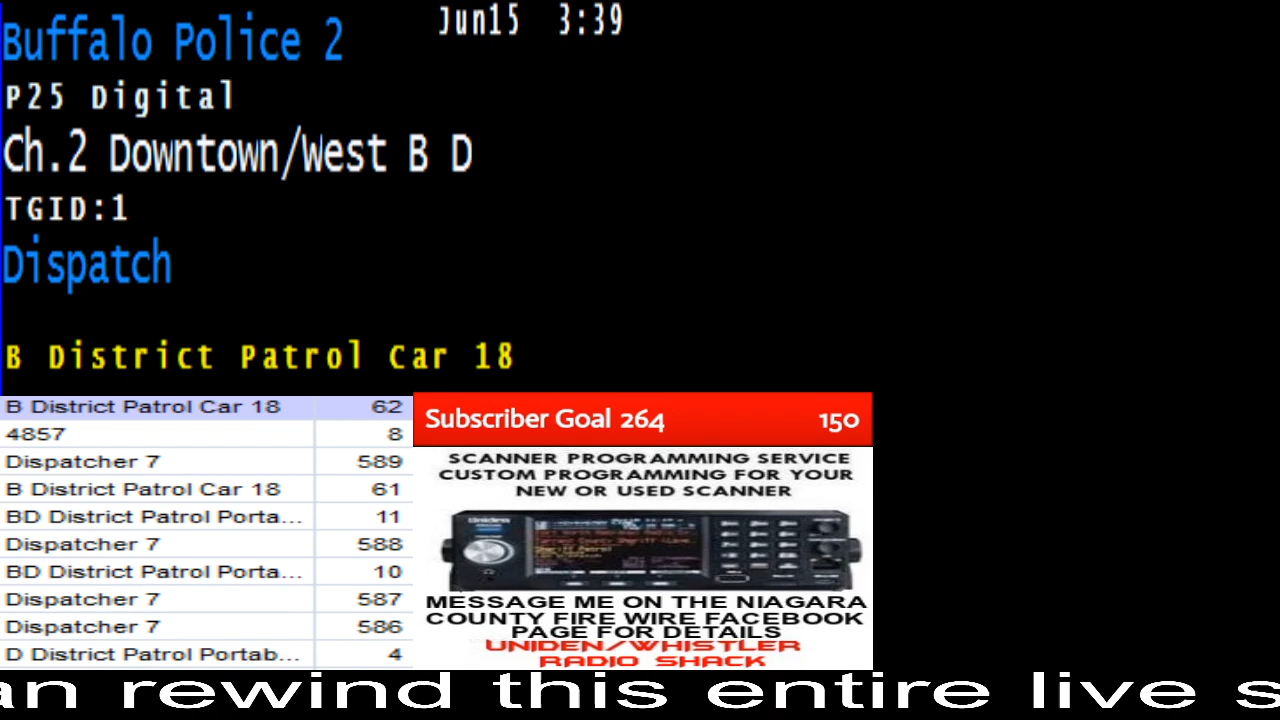 Buffalo Police 2
Jun15 3:39
P25 Digital
Ch.2 Downtown/West B D
TGID:1
Dispatch
B District Patrol Car 18
B District Patrol Car 18 62
4857 8
Dispatcher 7 589
B District Patrol Car 18 61
BD District Patrol Porta... 11
Dispatcher 7 588
BD District Patrol Porta... 10
Dispatcher 7 587
Dispatcher 7 586
D District Patrol Portab... 4
Subscriber Goal 264 150
SCANNER PROGRAMMING SERVICE
CUSTOM PROGRAMMING FOR YOUR
NEW OR USED SCANNER
Uniden
MESSAGE ME ON THE NIAGARA
COUNTY FIRE WIRE FACEBOOK
PAGE FOR DETAILS
UNIDEN/WHISTLER
RADIO SHACK
an rewind this entire live s